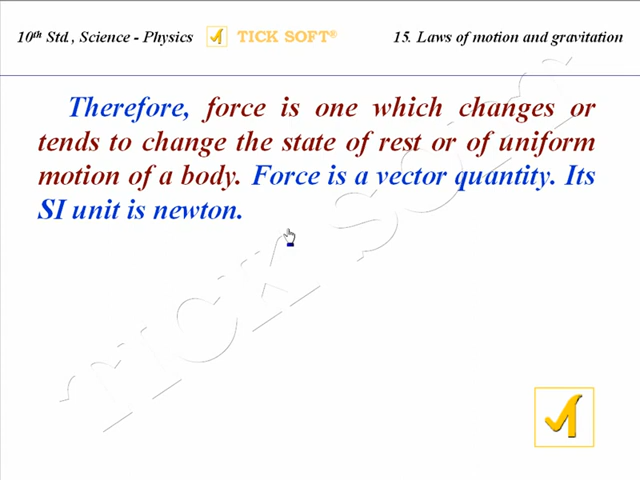 10th Std., Science - Physics TICK SOFT® 15. Laws of motion and gravitation
Therefore, force is one which changes or
tends to change the state of rest or of uniform
motion of a body. Force is a vector quantity. Its
SI unit is newton.
TICK SOFT